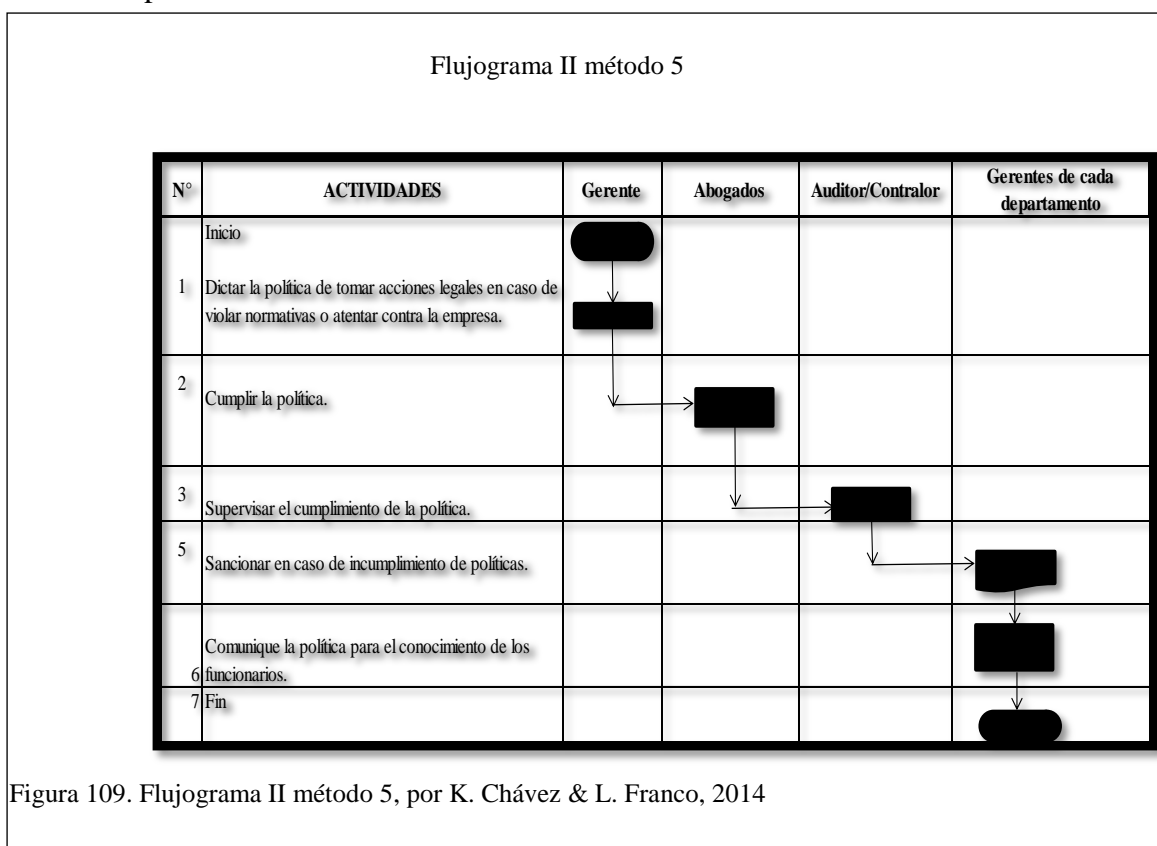 Flujograma II método 5
N° ACTIVIDADES Gerente Abogados Auditor/Contralor Gerentes de cada
departamento
Inicio
1 Dictar la política de tomar acciones legales en caso de
violar normativas o atentar contra la empresa.
2
Cumplir la política.
3
Supervisar el cumplimiento de la política.
5
Sancionar en caso de incumplimiento de políticas.
Comunique la política para el conocimiento de los
6 funcionarios.
7 Fin
Figura 109. Flujograma II método 5, por K. Chávez & L. Franco, 2014